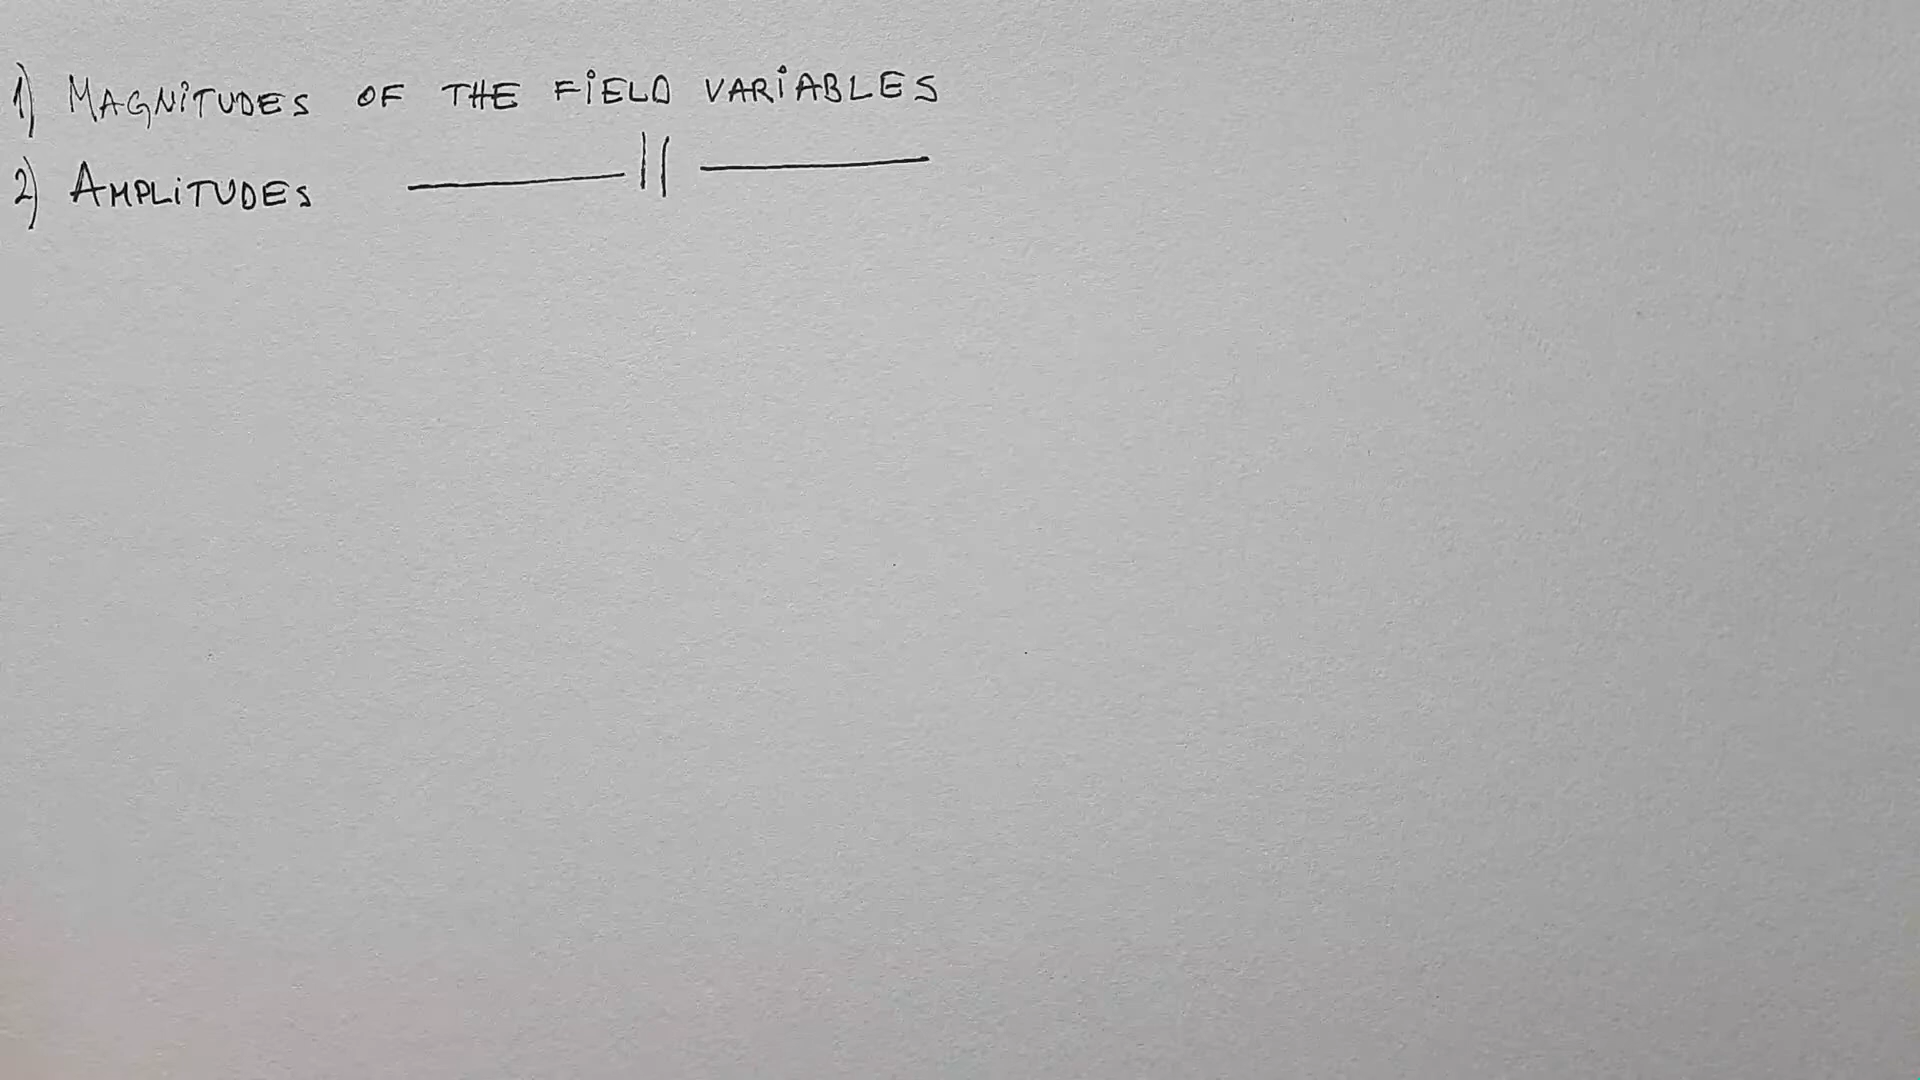 1) MAGNITUDES OF THE FIELD VARIABLES
2) AMPLITUDES —||—